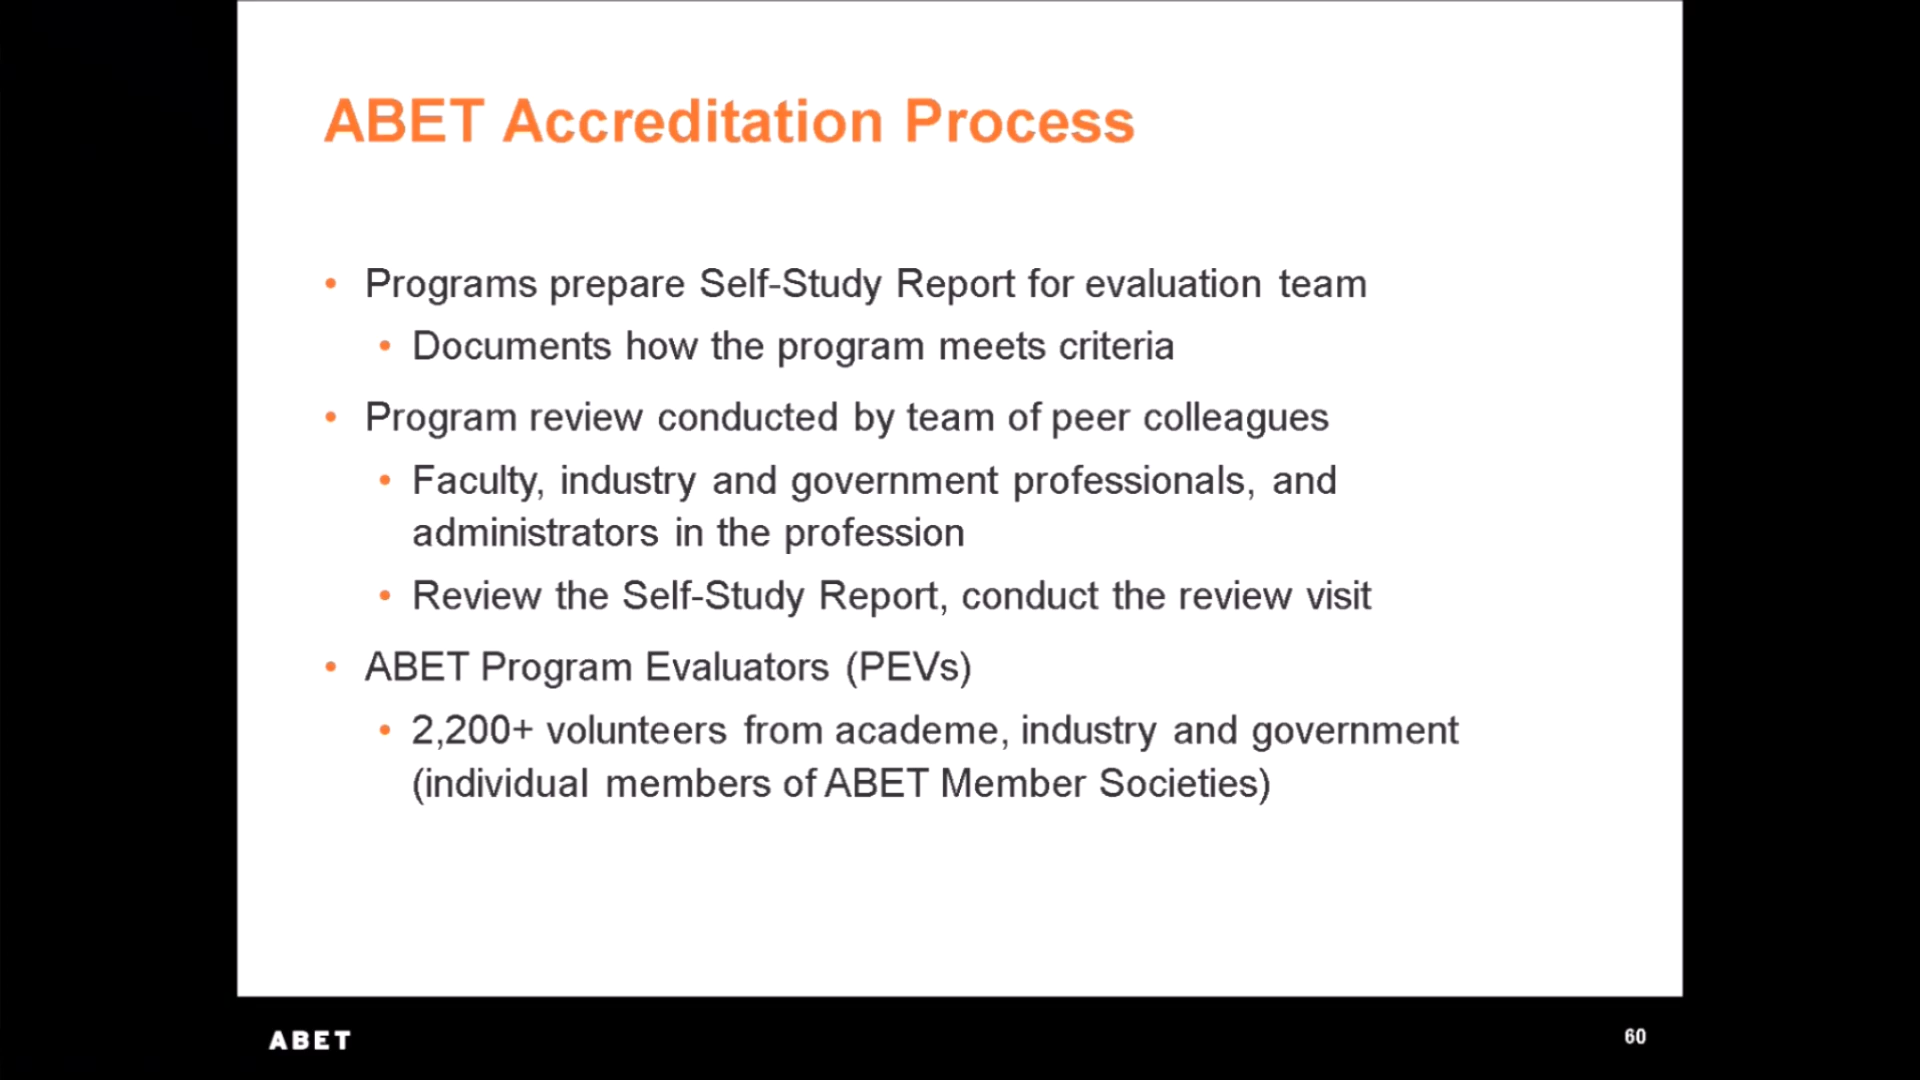 ABET Accreditation Process
• Programs prepare Self-Study Report for evaluation team
• Documents how the program meets criteria
• Program review conducted by team of peer colleagues
• Faculty, industry and government professionals, and
administrators in the profession
• Review the Self-Study Report, conduct the review visit
• ABET Program Evaluators (PEVs)
• 2,200+ volunteers from academe, industry and government
(individual members of ABET Member Societies)
ABET
60